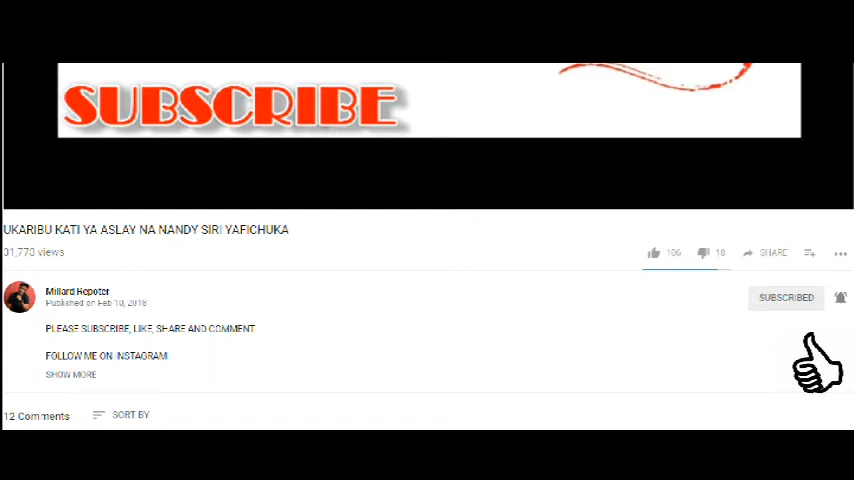 SUBSCRIBE
UKARIBU KATI YA ASLAY NA NANDY SIRI YAFICHUKA
31,773 views
106 18 SHARE
Millard Repoter
Published on Feb 10, 2018
SUBSCRIBED
PLEASE SUBSCRIBE, LIKE, SHARE AND COMMENT
FOLLOW ME ON INSTAGRAM
SHOW MORE
12 Comments SORT BY